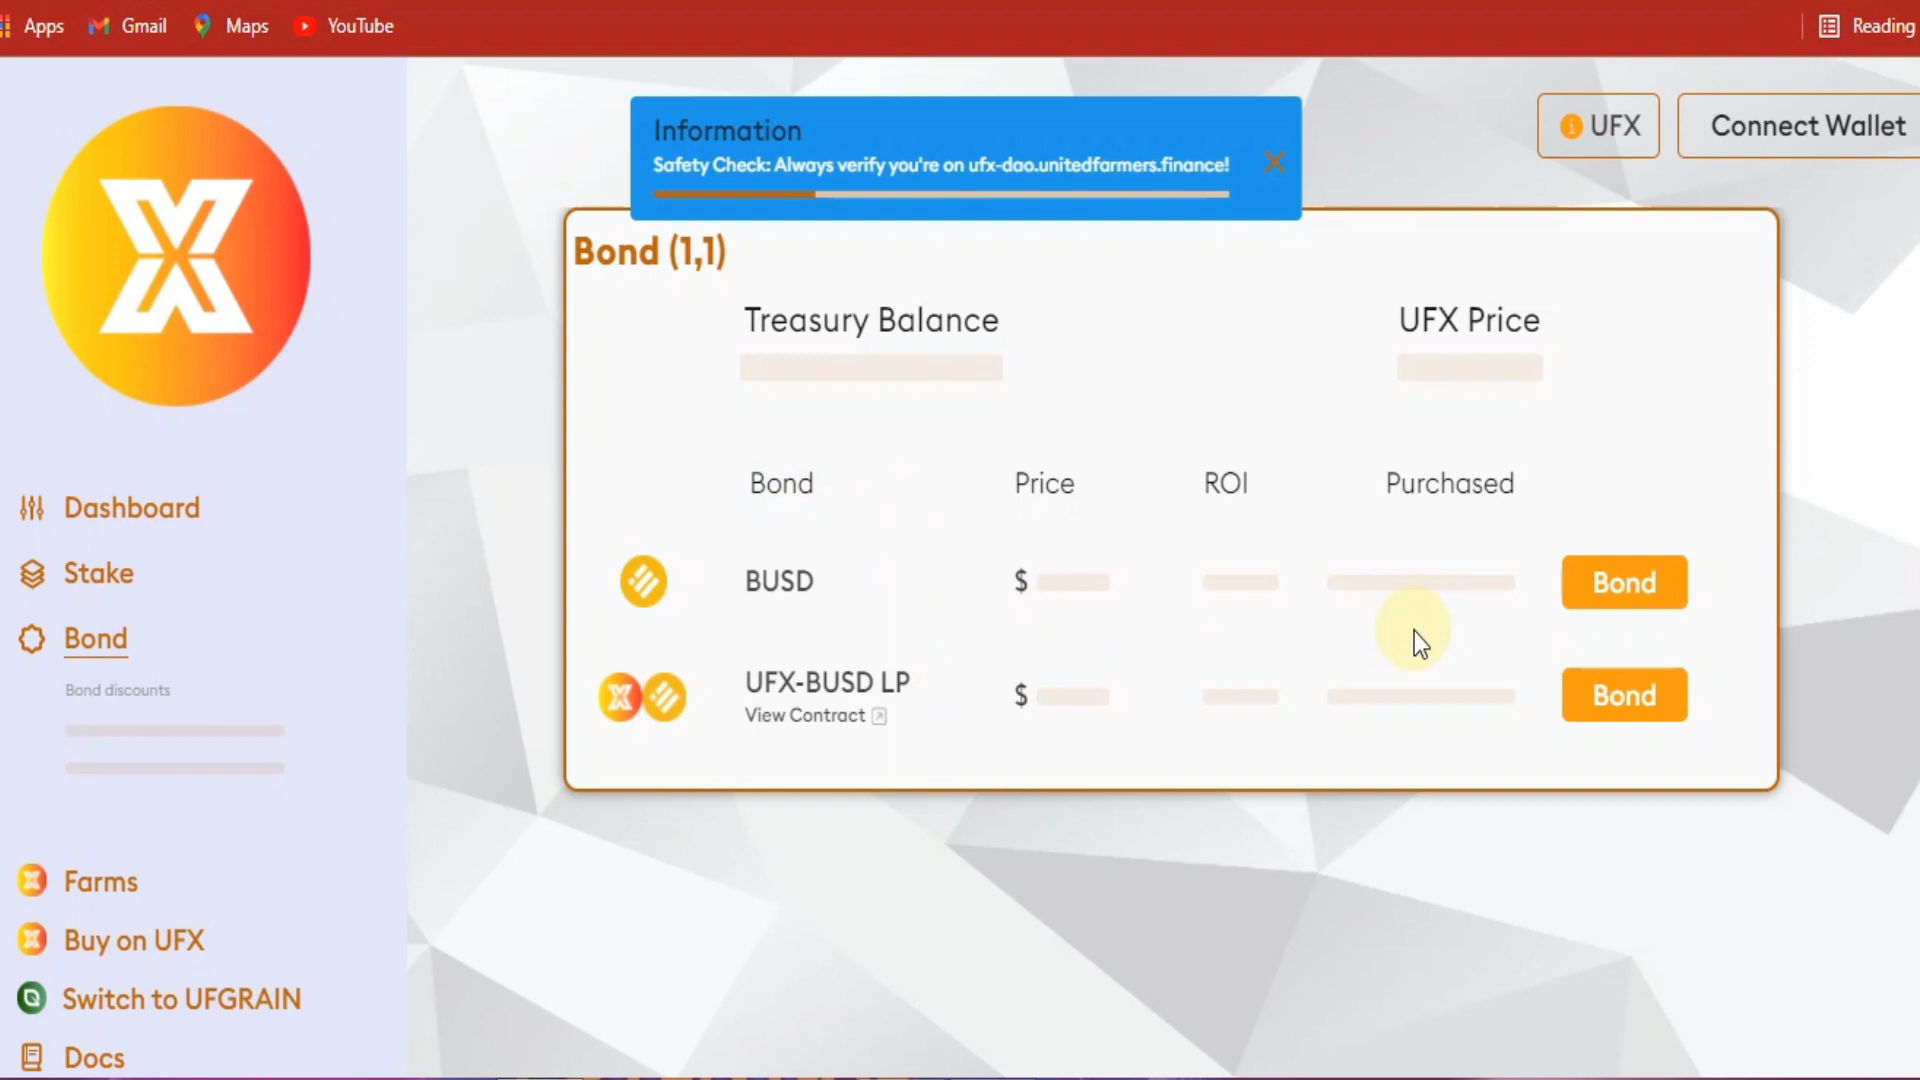 Apps
Gmail
Maps
YouTube
Reading
Information
Safety Check: Always verify you're on ufx-dao.unitedfarmers.finance!
UFX
Connect Wallet
Bond (1,1)
Treasury Balance
UFX Price
Bond
Price
ROI
Purchased
BUSD
$
Bond
UFX-BUSD LP
View Contract
$
Bond
Dashboard
Stake
Bond
Bond discounts
Farms
Buy on UFX
Switch to UFGRAIN
Docs